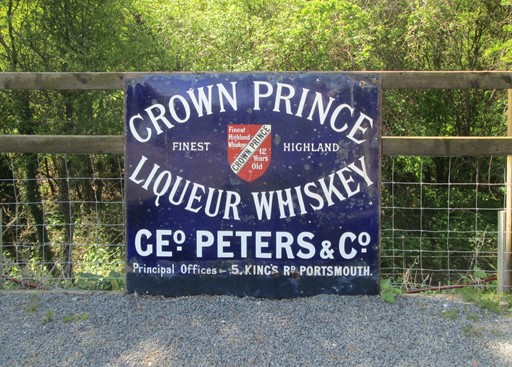 CROWN PRINCE
FINEST HIGHLAND
Finest
Highland
Whiskey
CROWN PRINCE
12
Years
Old
LIQUEUR WHISKEY
GEO. PETERS & CO.
Principal Offices - 5, KING'S RD PORTSMOUTH.